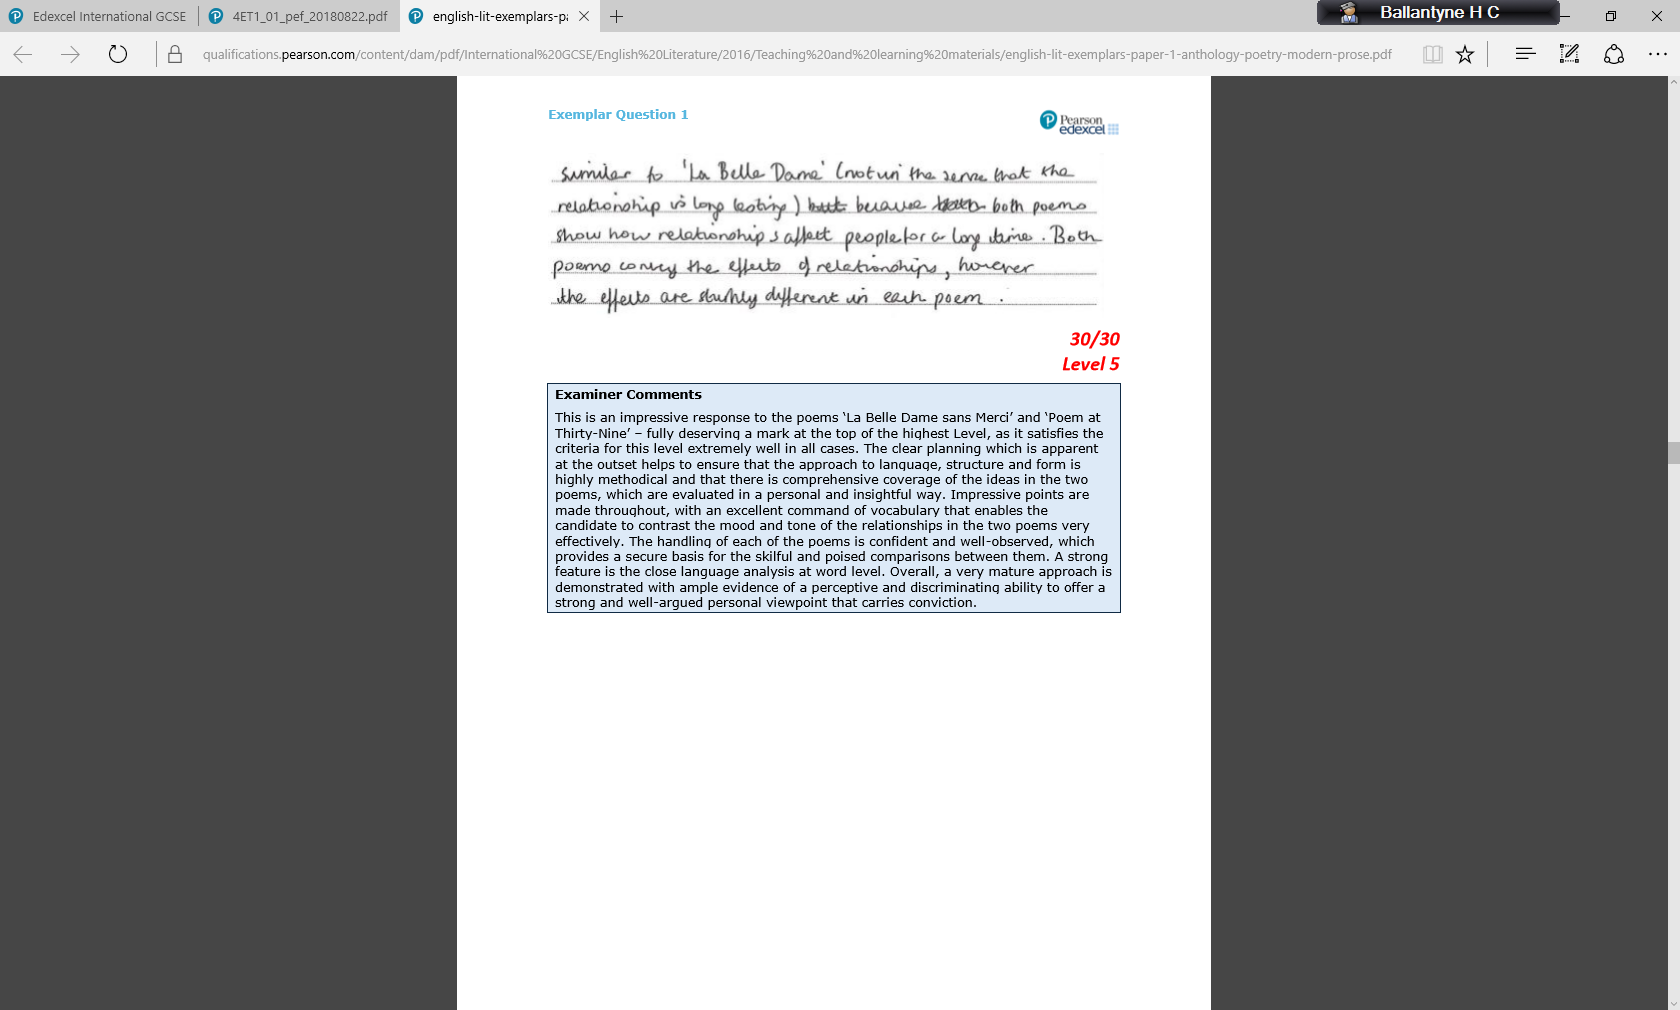 Edexcel International GCSE
4ET1_01_pef_20180822.pdf
english-lit-exemplars-pa
Ballantyne H C
qualifications.pearson.com/content/dam/pdf/International%20GCSE/English%20Literature/2016/Teaching%20and%20learning%20materials/english-lit-exemplars-paper-1-anthology-poetry-modern-prose.pdf
Exemplar Question 1
Pearson
edexcel
similar to 'La Belle Dame' (not in the sense that the
relationship is long lasting) but because both poems
show how relationships affect people for a long time. Both
poems convey the effects of relationships, however
the effects are slightly different in each poem.
30/30
Level 5
Examiner Comments
This is an impressive response to the poems ‘La Belle Dame sans Merci’ and ‘Poem at
Thirty-Nine’ – fully deserving a mark at the top of the highest Level, as it satisfies the
criteria for this level extremely well in all cases. The clear planning which is apparent
at the outset helps to ensure that the approach to language, structure and form is
highly methodical and that there is comprehensive coverage of the ideas in the two
poems, which are evaluated in a personal and insightful way. Impressive points are
made throughout, with an excellent command of vocabulary that enables the
candidate to contrast the mood and tone of the relationships in the two poems very
effectively. The handling of each of the poems is confident and well-observed, which
provides a secure basis for the skilful and poised comparisons between them. A strong
feature is the close language analysis at word level. Overall, a very mature approach is
demonstrated with ample evidence of a perceptive and discriminating ability to offer a
strong and well-argued personal viewpoint that carries conviction.